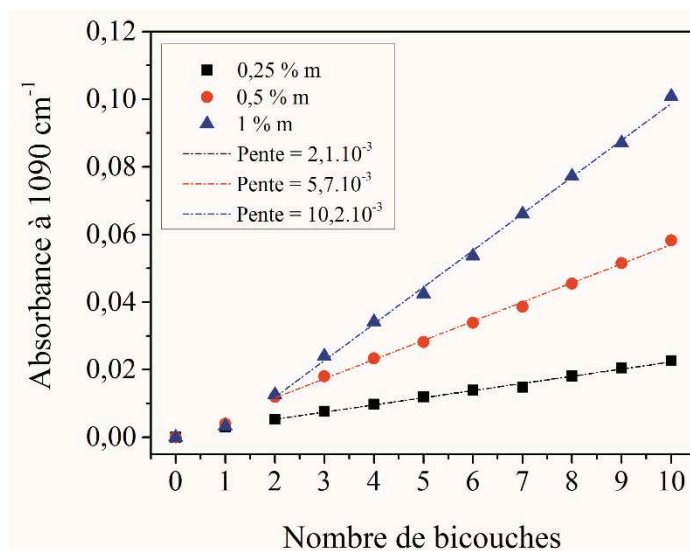 0,12
0,10
0,08
0,06
0,04
0,02
0,00
Absorbance à 1090 cm⁻¹
0,25 % m
0,5 % m
1 % m
Pente = 2,1.10⁻³
Pente = 5,7.10⁻³
Pente = 10,2.10⁻³
0 1 2 3 4 5 6 7 8 9 10
Nombre de bicouches